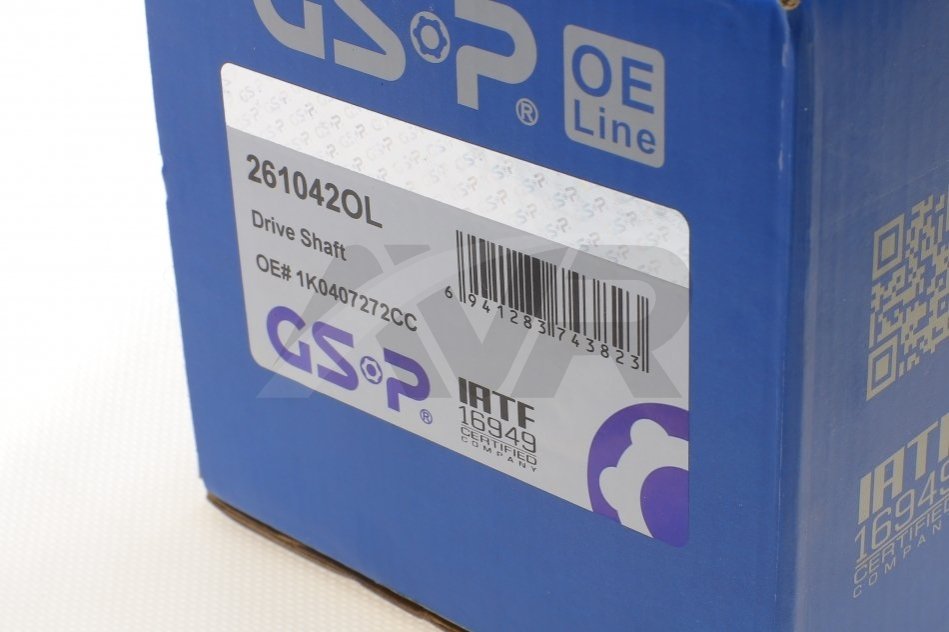 GSP®
OE
Line
261042OL
Drive Shaft
OE# 1K0407272CC
6 941283 743823
GSP®
IATF
16949
CERTIFIED
COMPANY
AVR
IATF
16949
CERTIFIED
COMPANY